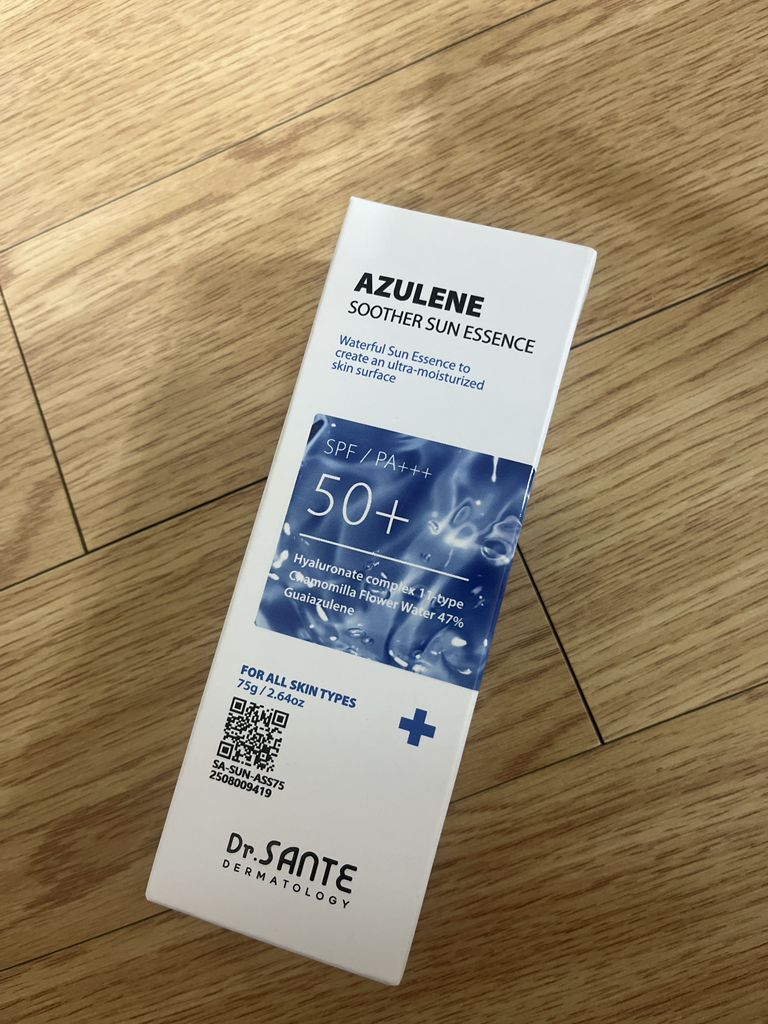 AZULENE
SOOTHER SUN ESSENCE
Waterful Sun Essence to
create an ultra-moisturized
skin surface
SPF / PA+++
50+
Hyaluronate complex 11-type
Chamomilla Flower Water 47%
Guaiazulene
FOR ALL SKIN TYPES
75g / 2.64oz
SA-SUN-ASS75
2508009419
Dr.SANTE
DERMATOLOGY